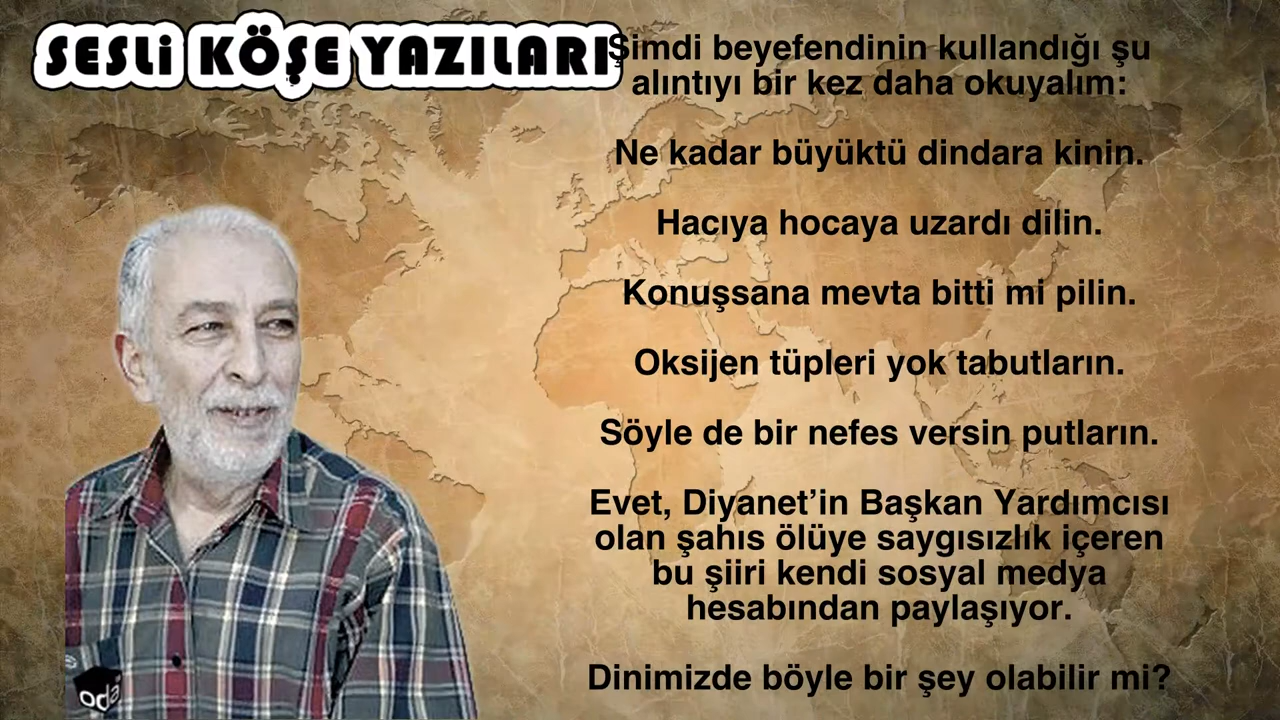 SESLİ KÖŞE YAZILARI
Şimdi beyefendinin kullandığı şu
alıntıyı bir kez daha okuyalım:
Ne kadar büyüktü dindara kinin.
Hacıya hocaya uzardı dilin.
Konuşsana mevta bitti mi pilin.
Oksijen tüpleri yok tabutların.
Söyle de bir nefes versin putların.
Evet, Diyanet’in Başkan Yardımcısı
olan şahıs ölüye saygısızlık içeren
bu şiiri kendi sosyal medya
hesabından paylaşıyor.
Dinimizde böyle bir şey olabilir mi?
oda